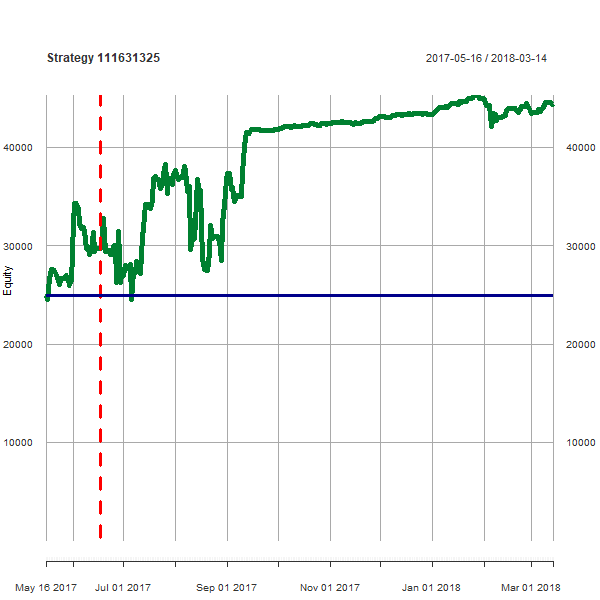 Strategy 111631325
2017-05-16 / 2018-03-14
40000
40000
30000
30000
Equity
20000
20000
10000
10000
May 16 2017
Jul 01 2017
Sep 01 2017
Nov 01 2017
Jan 01 2018
Mar 01 2018